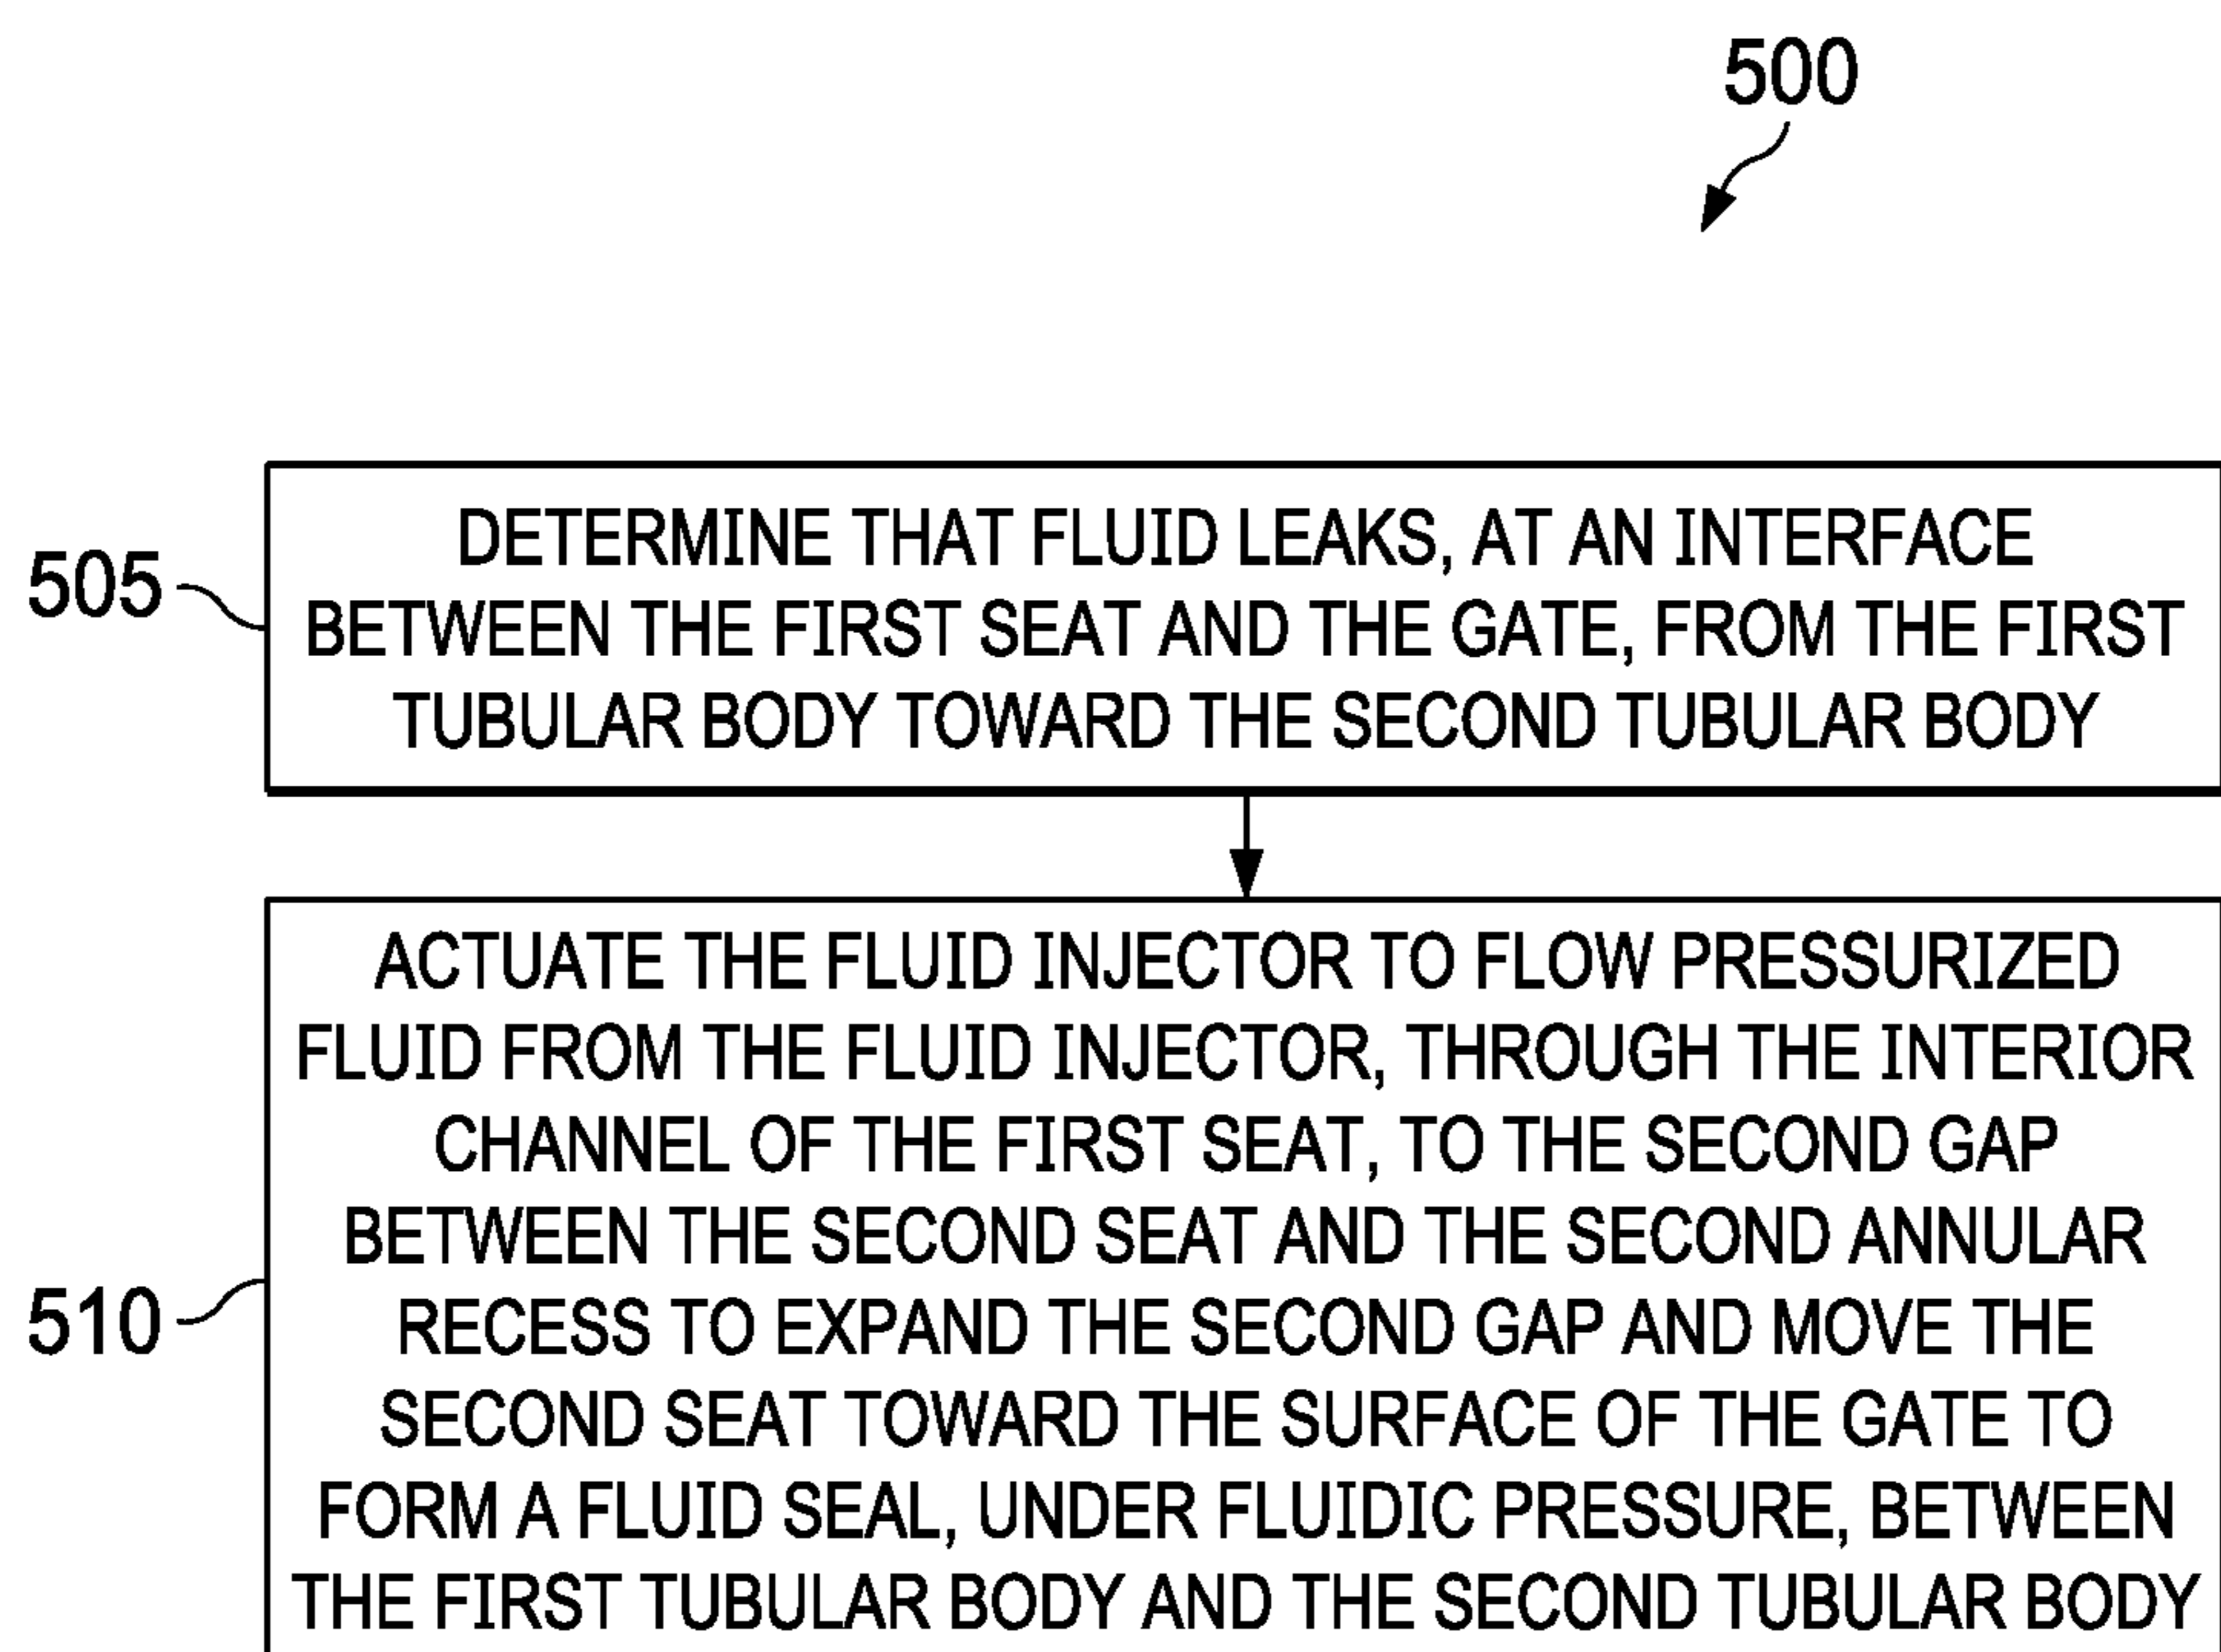 500
505
DETERMINE THAT FLUID LEAKS, AT AN INTERFACE
BETWEEN THE FIRST SEAT AND THE GATE, FROM THE FIRST
TUBULAR BODY TOWARD THE SECOND TUBULAR BODY
510
ACTUATE THE FLUID INJECTOR TO FLOW PRESSURIZED
FLUID FROM THE FLUID INJECTOR, THROUGH THE INTERIOR
CHANNEL OF THE FIRST SEAT, TO THE SECOND GAP
BETWEEN THE SECOND SEAT AND THE SECOND ANNULAR
RECESS TO EXPAND THE SECOND GAP AND MOVE THE
SECOND SEAT TOWARD THE SURFACE OF THE GATE TO
FORM A FLUID SEAL, UNDER FLUIDIC PRESSURE, BETWEEN
THE FIRST TUBULAR BODY AND THE SECOND TUBULAR BODY